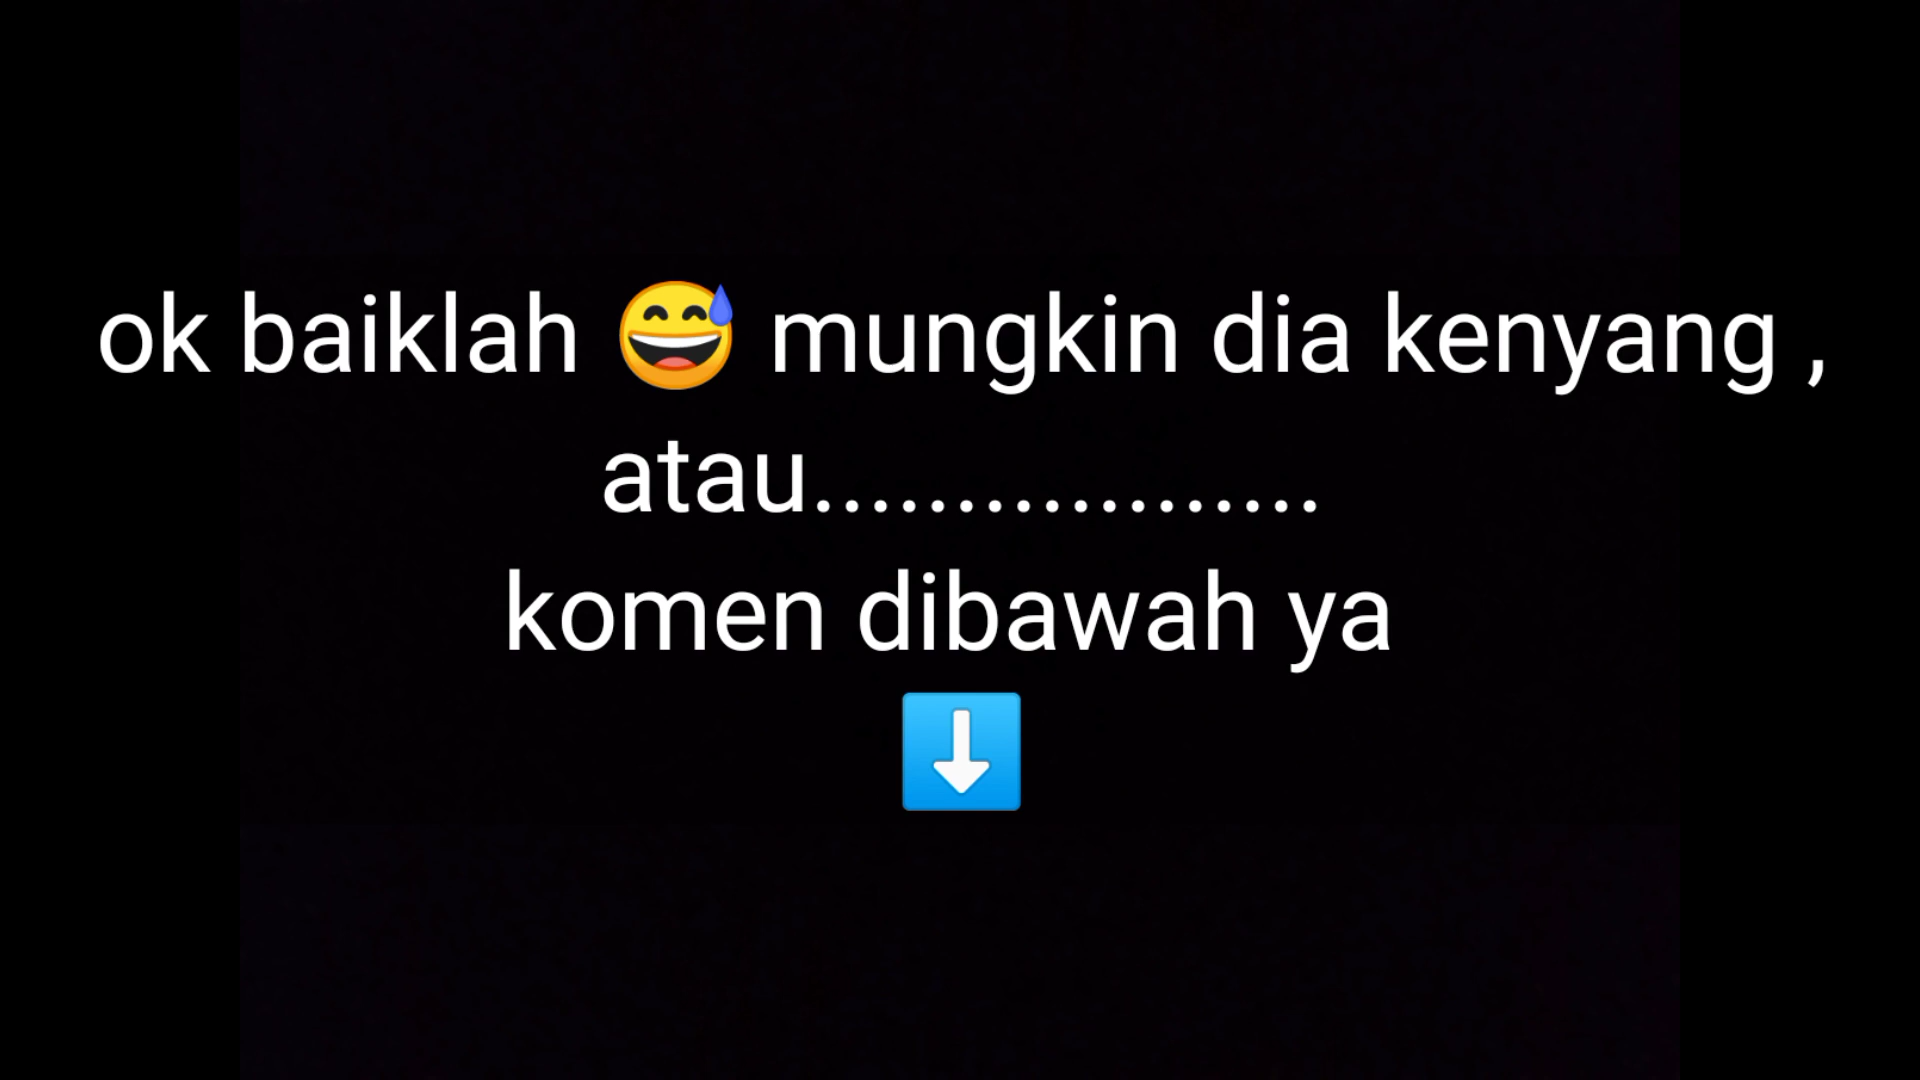 ok baiklah 😅 mungkin dia kenyang ,
atau..................
komen dibawah ya
⬇️